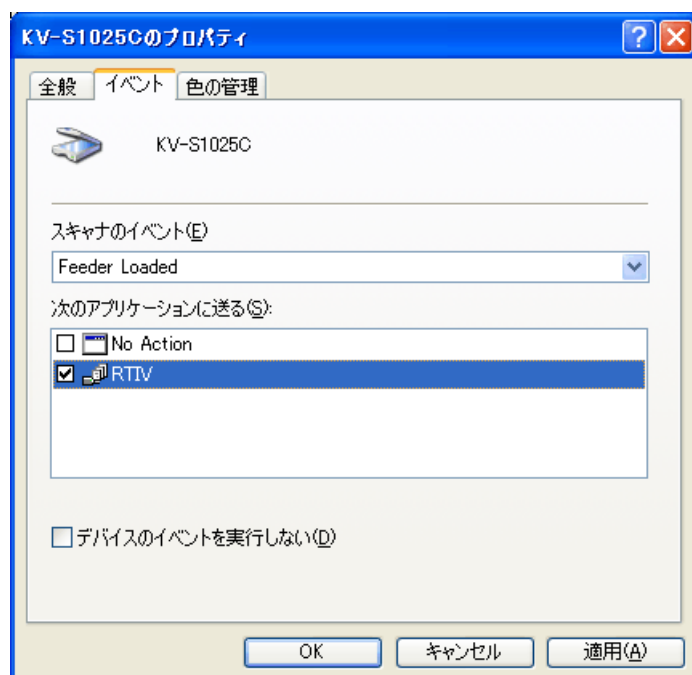 KV-S1025Cのプロパティ
全般 イベント 色の管理
KV-S1025C
スキャナのイベント(E)
Feeder Loaded
次のアプリケーションに送る(S):
No Action
RTIV
デバイスのイベントを実行しない(D)
OK キャンセル 適用(A)